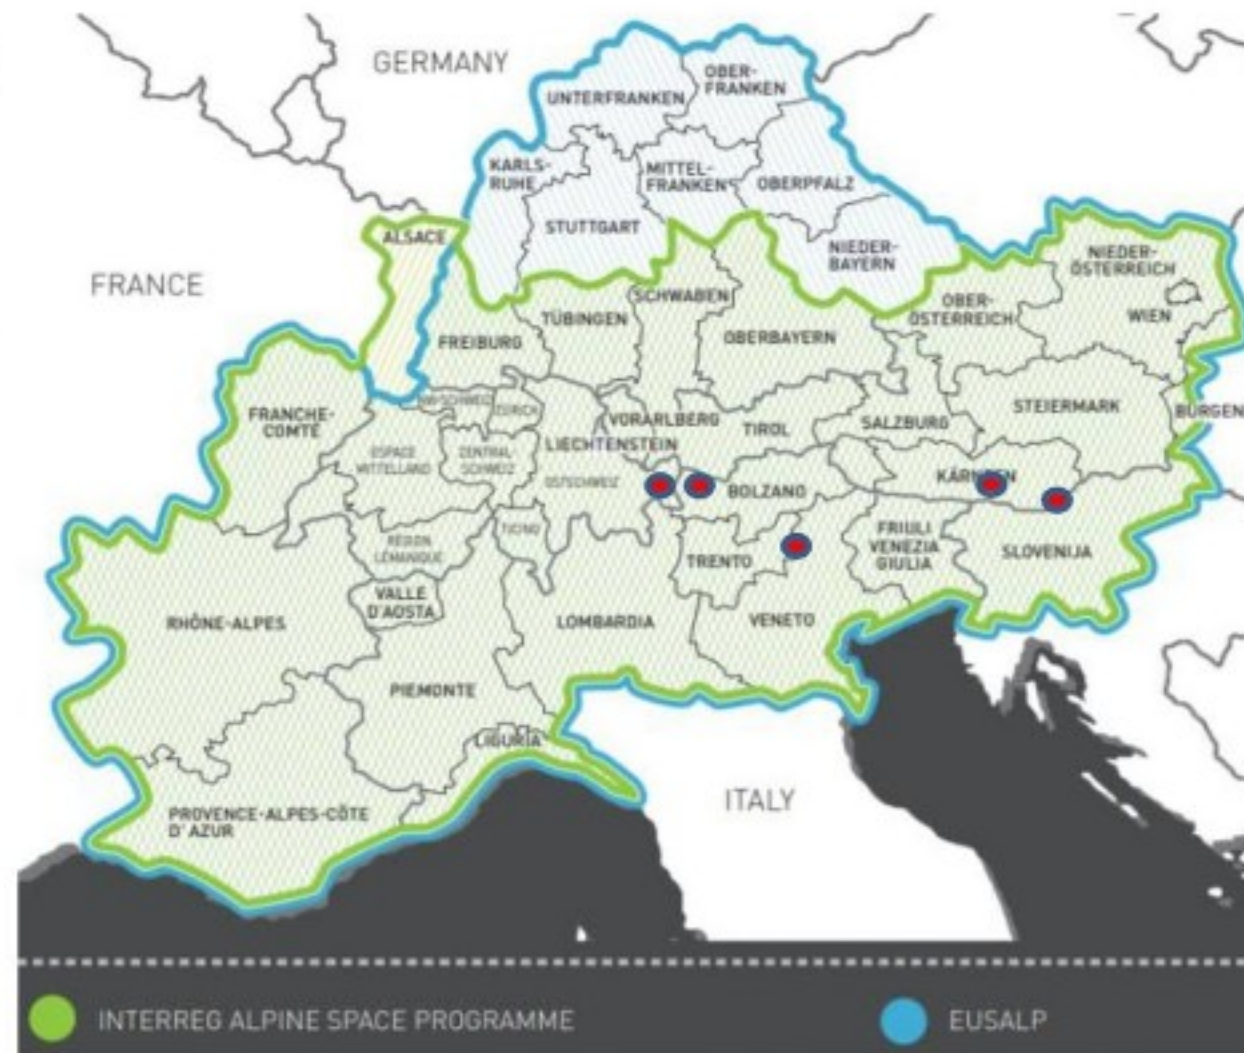 GERMANY
OBER-
FRANKEN
UNTERFRANKEN
KARLS-
RUHE
MITTEL-
FRANKEN
OBERPFALZ
STUTTGART
ALSACE
NIEDER-
BAYERN
NIEDER-
ÖSTERREICH
FRANCE
SCHWABEN
TÜBINGEN
OBER-
ÖSTERREICH
WIEN
FREIBURG
OBERBAYERN
ZÜRICH
FRANCHE-
COMTÉ
VORARLBERG
TIROL
SALZBURG
STEIERMARK
BURGEN
LIECHTENSTEIN
ESPACE
MITTELLAND
ZENTRAL-
SCHWEIZ
OSTSCHWEIZ
BOLZANO
TICINO
FRIULI
VENEZIA
GIULIA
SLOVENIJA
RÉGION
LÉMANIQUE
TRENTO
VALLE
D'AOSTA
RHÔNE-ALPES
LOMBARDIA
VENETO
PIEMONTE
LIGURIA
ITALY
PROVENCE-ALPES-CÔTE
D'AZUR
INTERREG ALPINE SPACE PROGRAMME
EUSALP